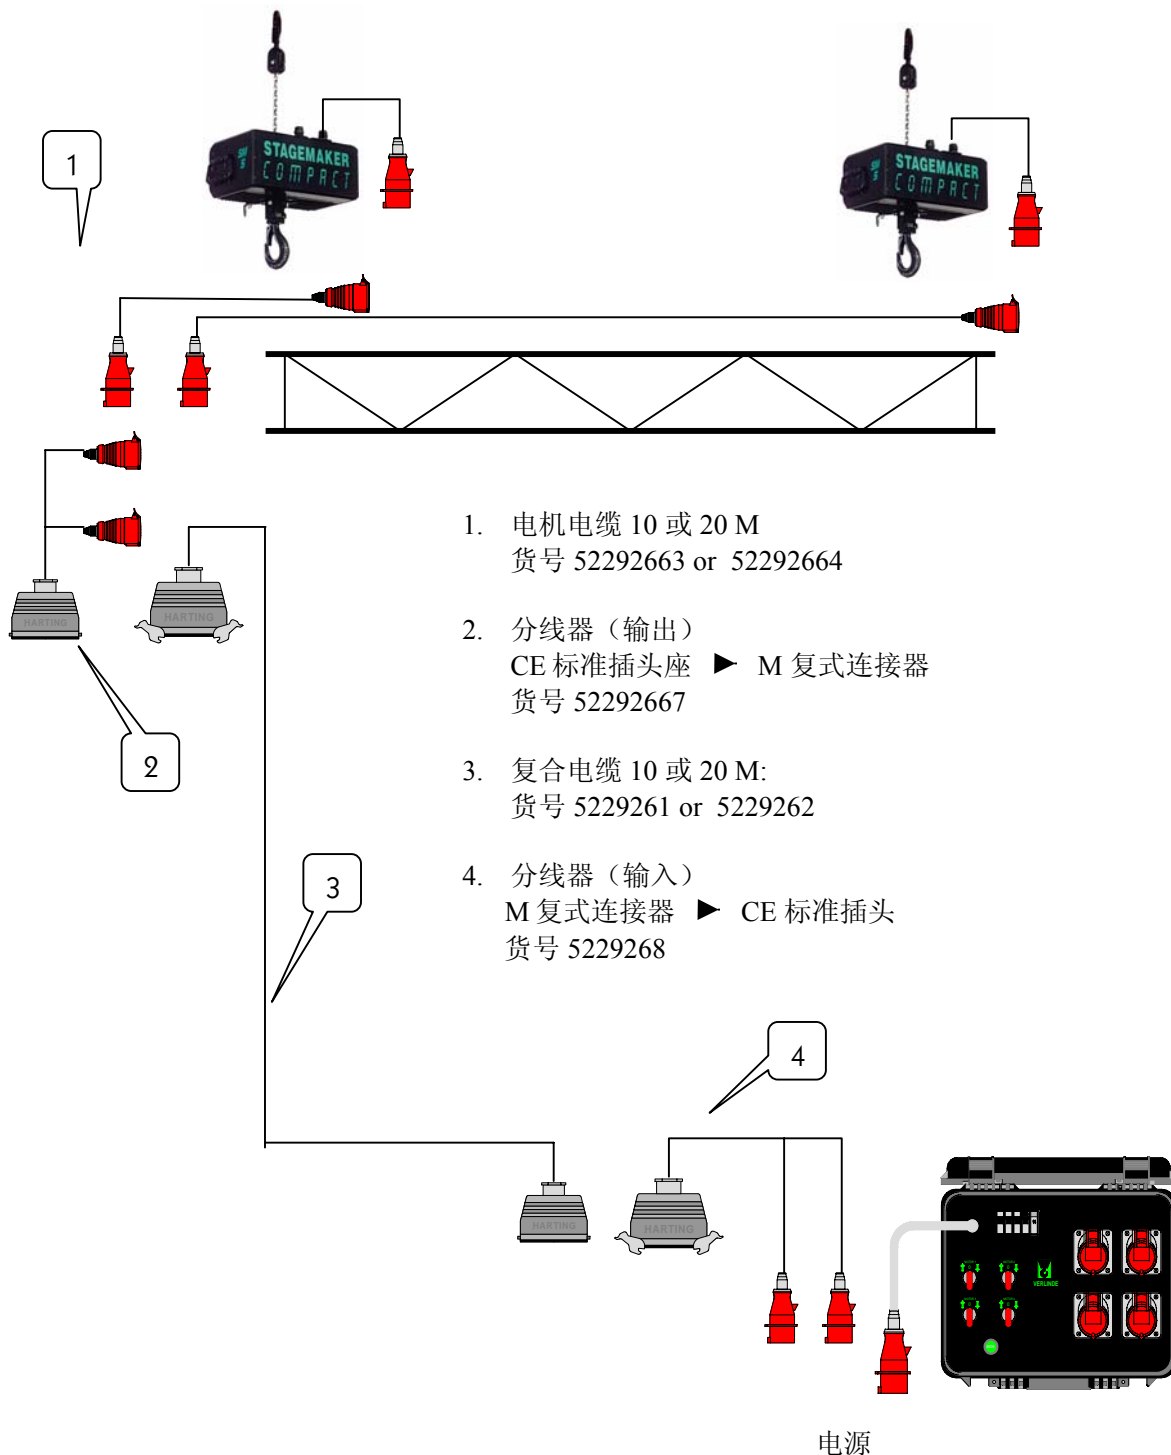 STAGEMAKER
COMPACT
STAGEMAKER
COMPACT
1
1. 电机电缆 10 或 20 M
货号 52292663 or 52292664
HARTING
HARTING
2. 分线器（输出）
CE 标准插头座 ► M 复式连接器
货号 52292667
2
3. 复合电缆 10 或 20 M:
货号 5229261 or 5229262
3
4. 分线器（输入）
M 复式连接器 ► CE 标准插头
货号 5229268
4
HARTING
HARTING
VERLINDE
电源